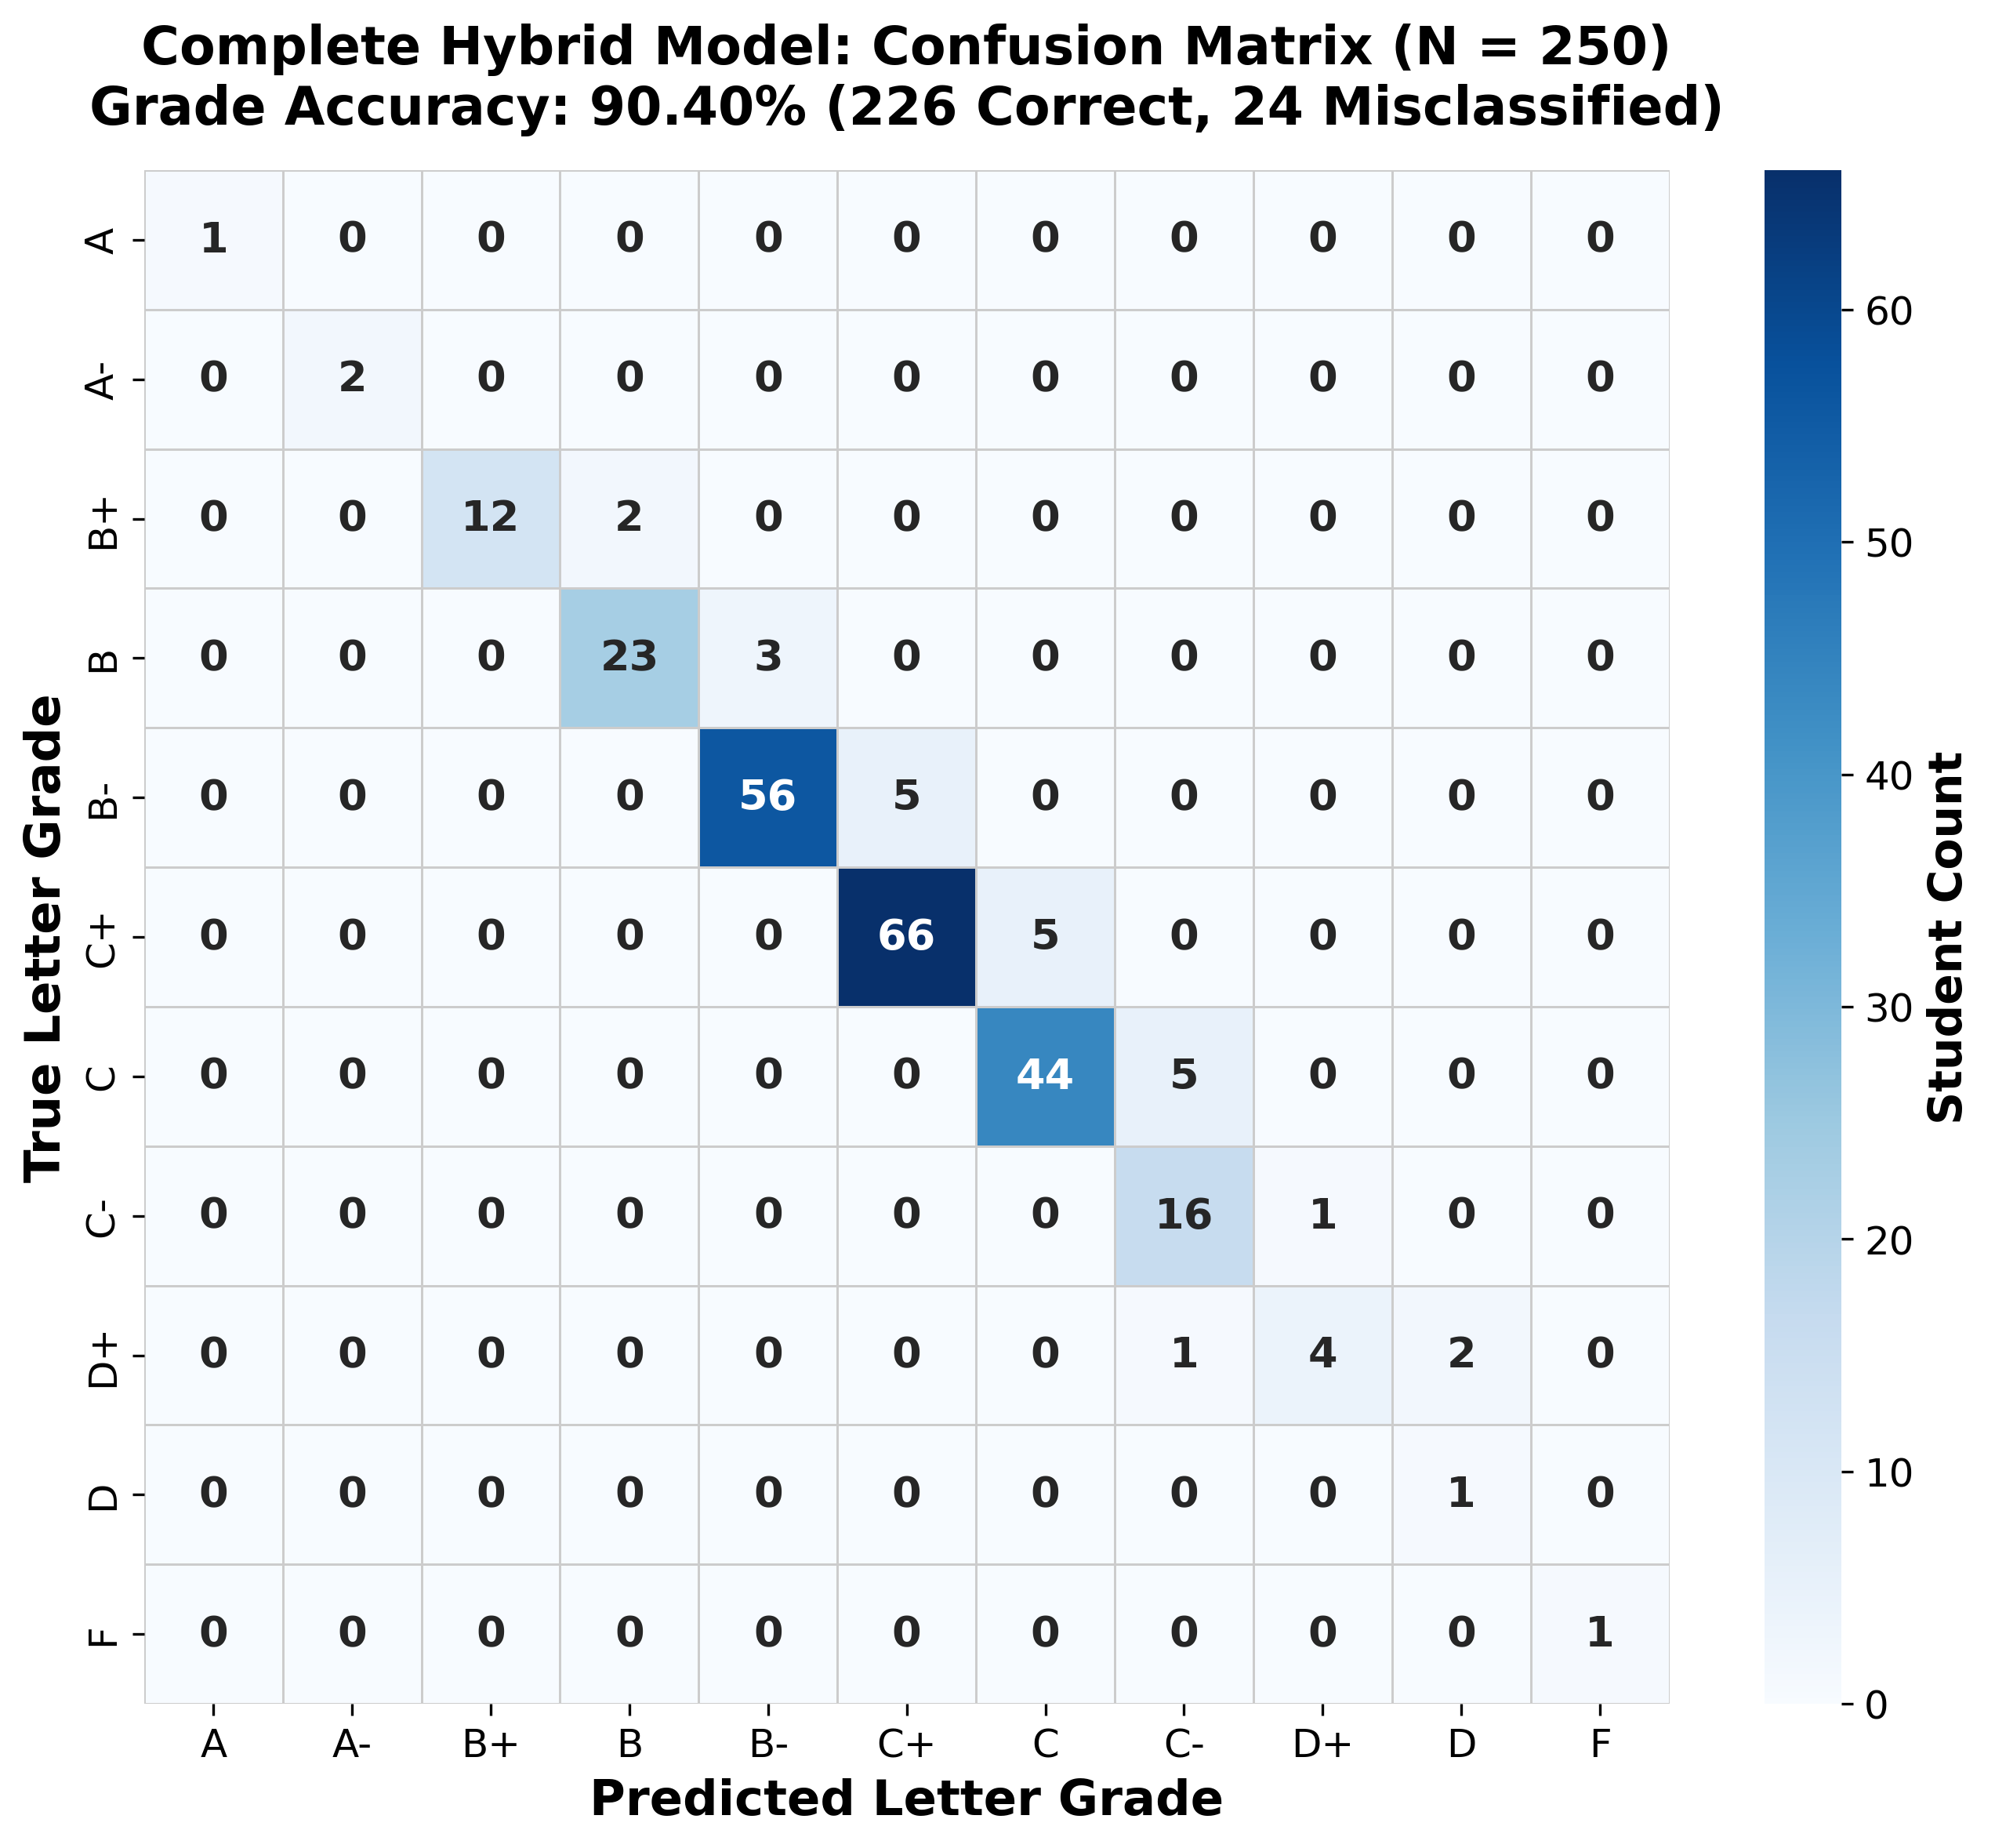 Complete Hybrid Model: Confusion Matrix (N = 250)
Grade Accuracy: 90.40% (226 Correct, 24 Misclassified)
True Letter Grade
A 1 0 0 0 0 0 0 0 0 0 0
A- 0 2 0 0 0 0 0 0 0 0 0
B+ 0 0 12 2 0 0 0 0 0 0 0
B 0 0 0 23 3 0 0 0 0 0 0
B- 0 0 0 0 56 5 0 0 0 0 0
C+ 0 0 0 0 0 66 5 0 0 0 0
C 0 0 0 0 0 0 44 5 0 0 0
C- 0 0 0 0 0 0 0 16 1 0 0
D+ 0 0 0 0 0 0 0 1 4 2 0
D 0 0 0 0 0 0 0 0 0 1 0
F 0 0 0 0 0 0 0 0 0 0 1
A A- B+ B B- C+ C C- D+ D F
Predicted Letter Grade
60
50
40
30
20
10
0
Student Count